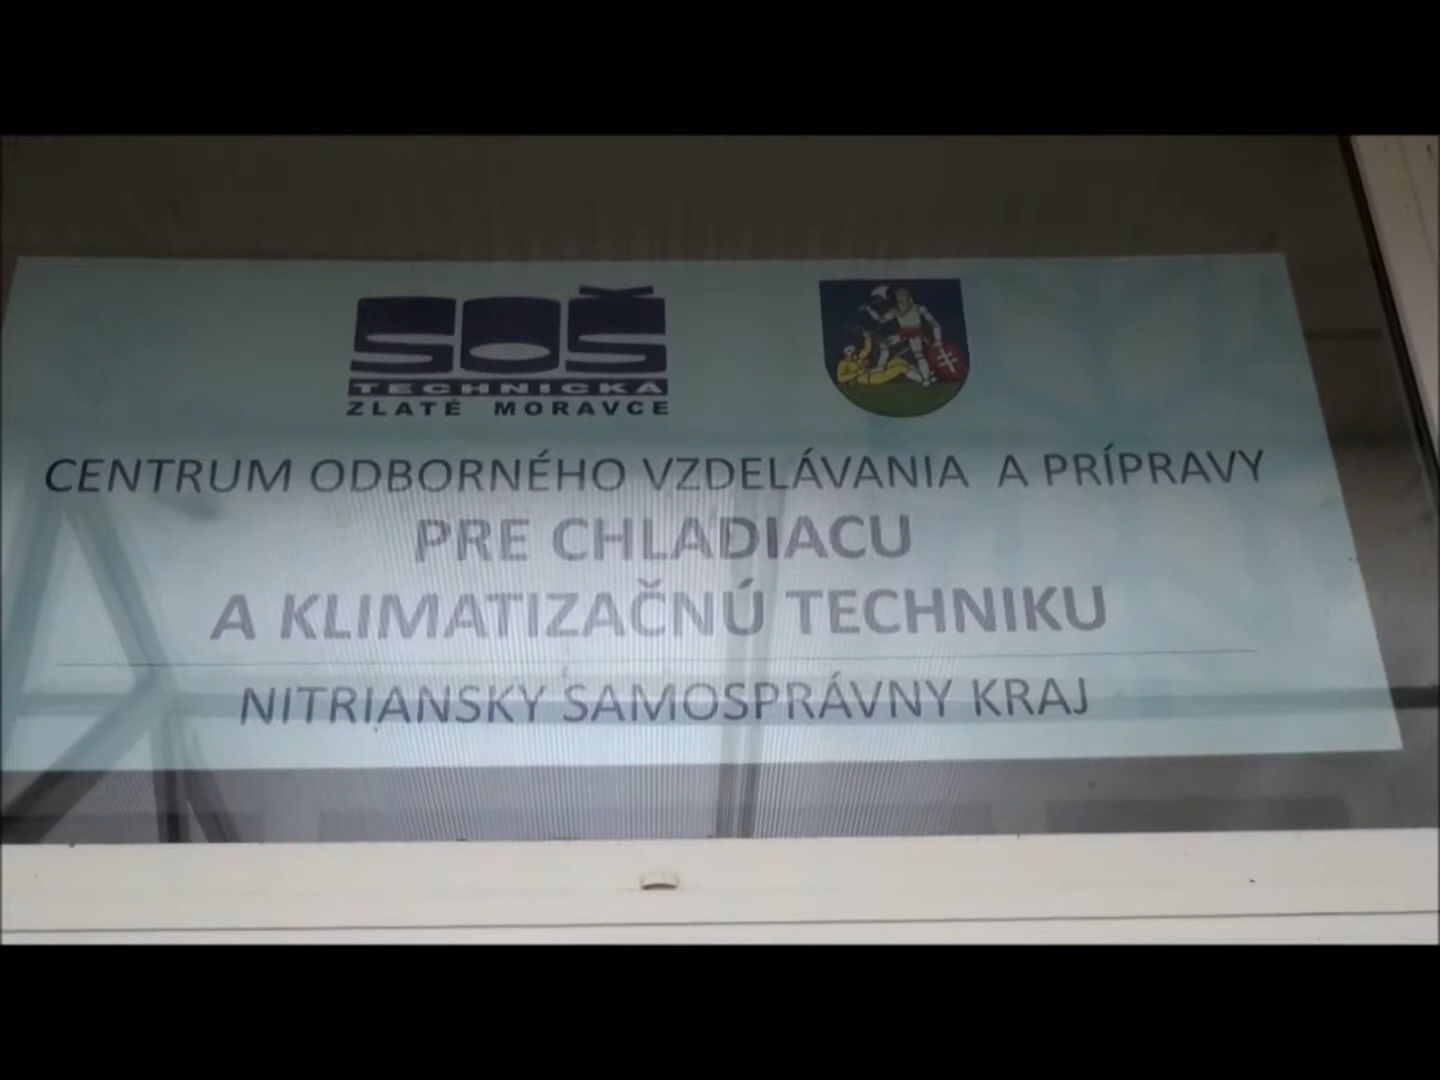 SOŠ
TECHNICKÁ
ZLATÉ MORAVCE
CENTRUM ODBORNÉHO VZDELÁVANIA A PRÍPRAVY
PRE CHLADIACU
A KLIMATIZAČNÚ TECHNIKU
NITRIANSKY SAMOSPRÁVNY KRAJ